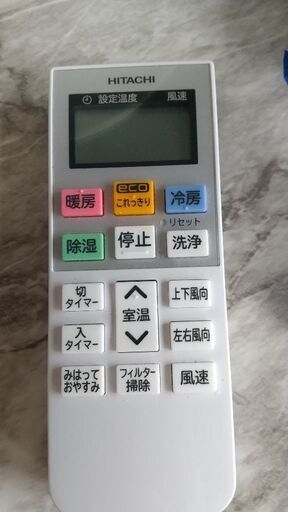 HITACHI
設定温度 風速
暖房
eco
これっきり
冷房
リセット
除湿
停止
洗浄
切
タイマー
室温
上下風向
入
タイマー
左右風向
みはって
おやすみ
フィルター
掃除
風速